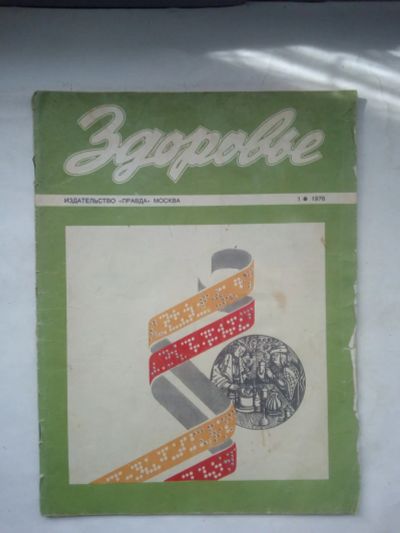 Здоровье
ИЗДАТЕЛЬСТВО «ПРАВДА» МОСКВА
1 ● 1976